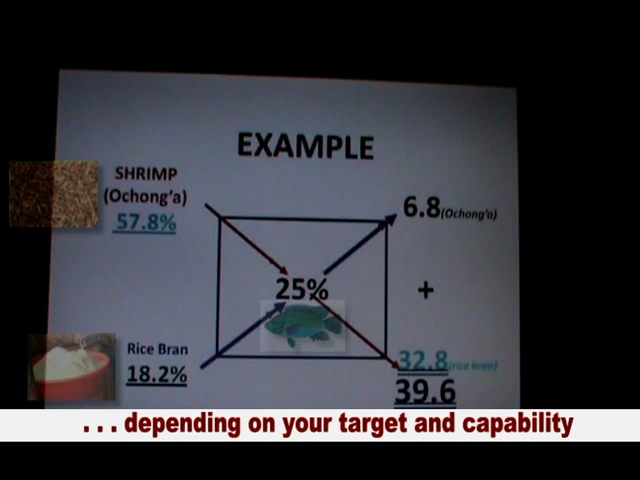 EXAMPLE
SHRIMP
(Ochong'a)
57.8%
6.8(Ochong'a)
25%
+
Rice Bran
18.2%
32.8(rice bran)
39.6
. . . depending on your target and capability